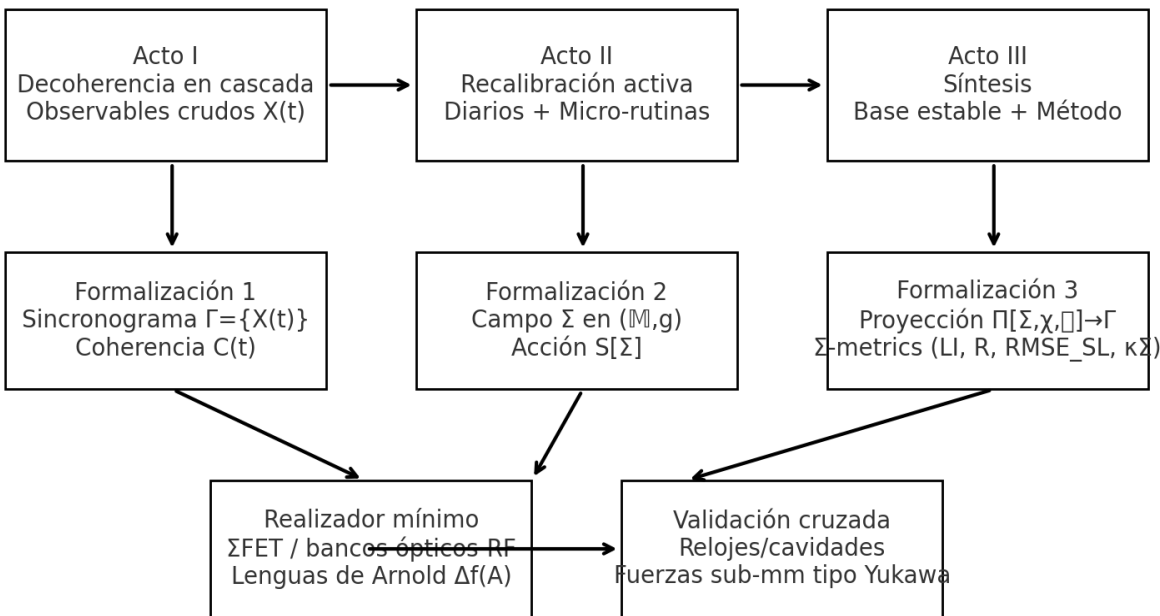 Acto I
Decoherencia en cascada
Observables crudos X(t)
Acto II
Recalibración activa
Diarios + Micro-rutinas
Acto III
Síntesis
Base estable + Método
Formalización 1
Sincronograma Γ={X(t)}
Coherencia C(t)
Formalización 2
Campo Σ en (𝕄,g)
Acción S[Σ]
Formalización 3
Proyección Π[Σ,χ,▯]→Γ
Σ-metrics (LI, R, RMSE_SL, κΣ)
Realizador mínimo
ΣFET / bancos ópticos-RF
Lenguas de Arnold Δf(A)
Validación cruzada
Relojes/cavidades
Fuerzas sub-mm tipo Yukawa